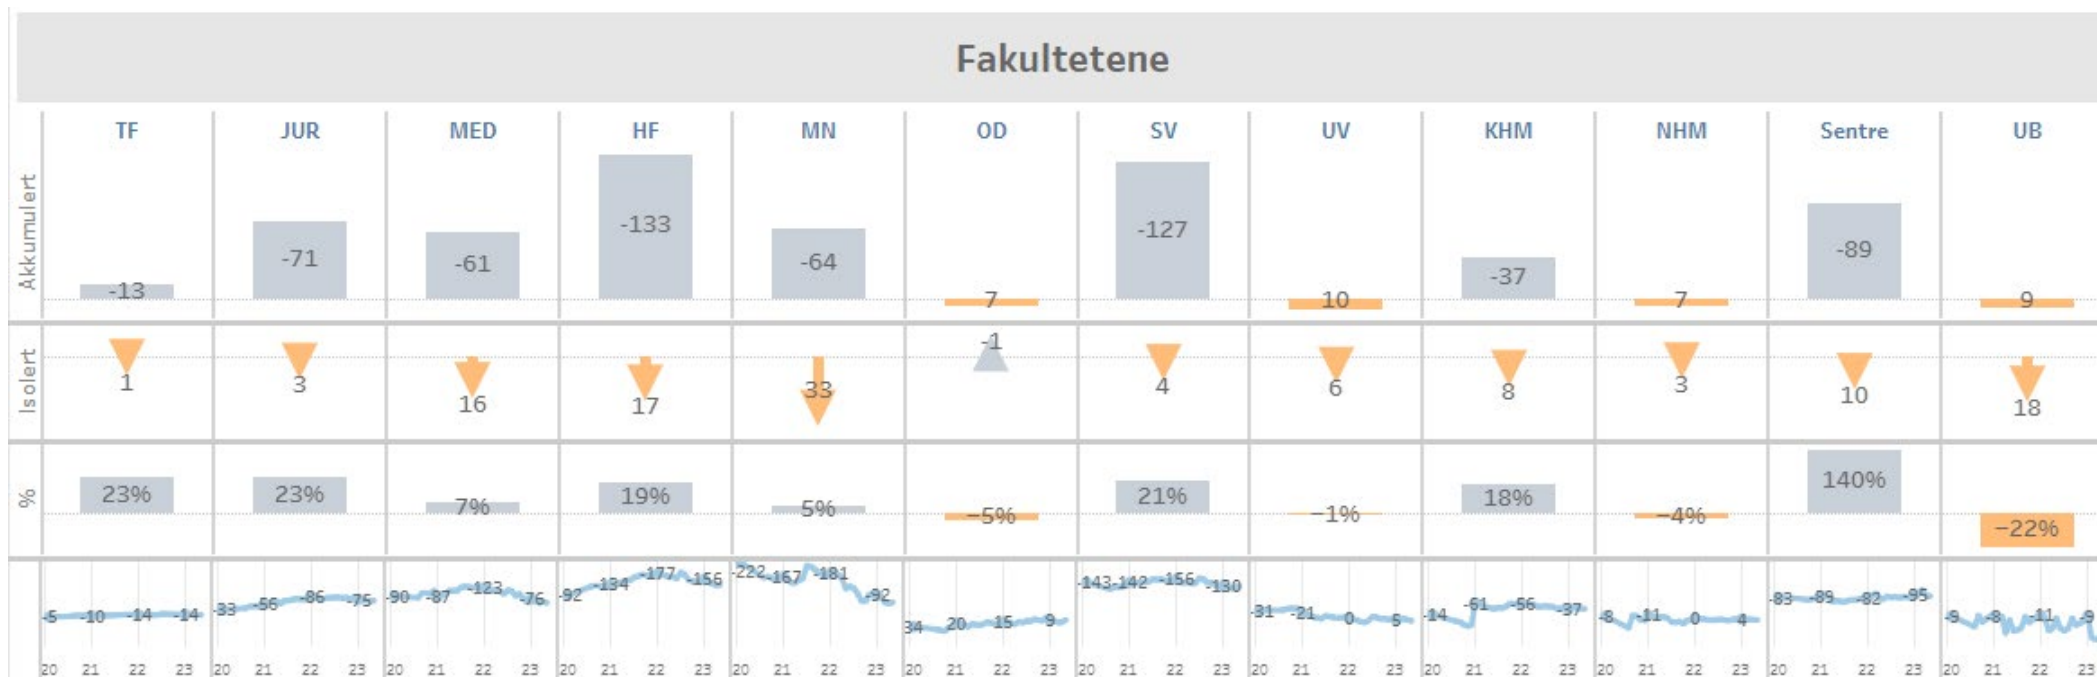 Fakultetene
TF JUR MED HF MN OD SV UV KHM NHM Sentre UB
Akkumulert
-13 -71 -61 -133 -64 7 -127 10 -37 7 -89 9
Isolert
1 3 16 17 33 -1 4 6 8 3 10 18
%
23% 23% 7% 19% 5% −5% 21% −1% 18% −4% 140% −22%
-5 -10 -14 -14 -33 -56 -86 -75 -90 -87 -123 -76 -92 -134 -177 -156 -222 -167 -181 -92 34 20 15 9 -143 -142 -156 -130 -31 -21 0 5 -14 -61 -56 -37 -8 -11 0 4 -83 -89 -82 -95 -9 -8 -11 -9
20 21 22 23 20 21 22 23 20 21 22 23 20 21 22 23 20 21 22 23 20 21 22 23 20 21 22 23 20 21 22 23 20 21 22 23 20 21 22 23 20 21 22 23 20 21 22 23